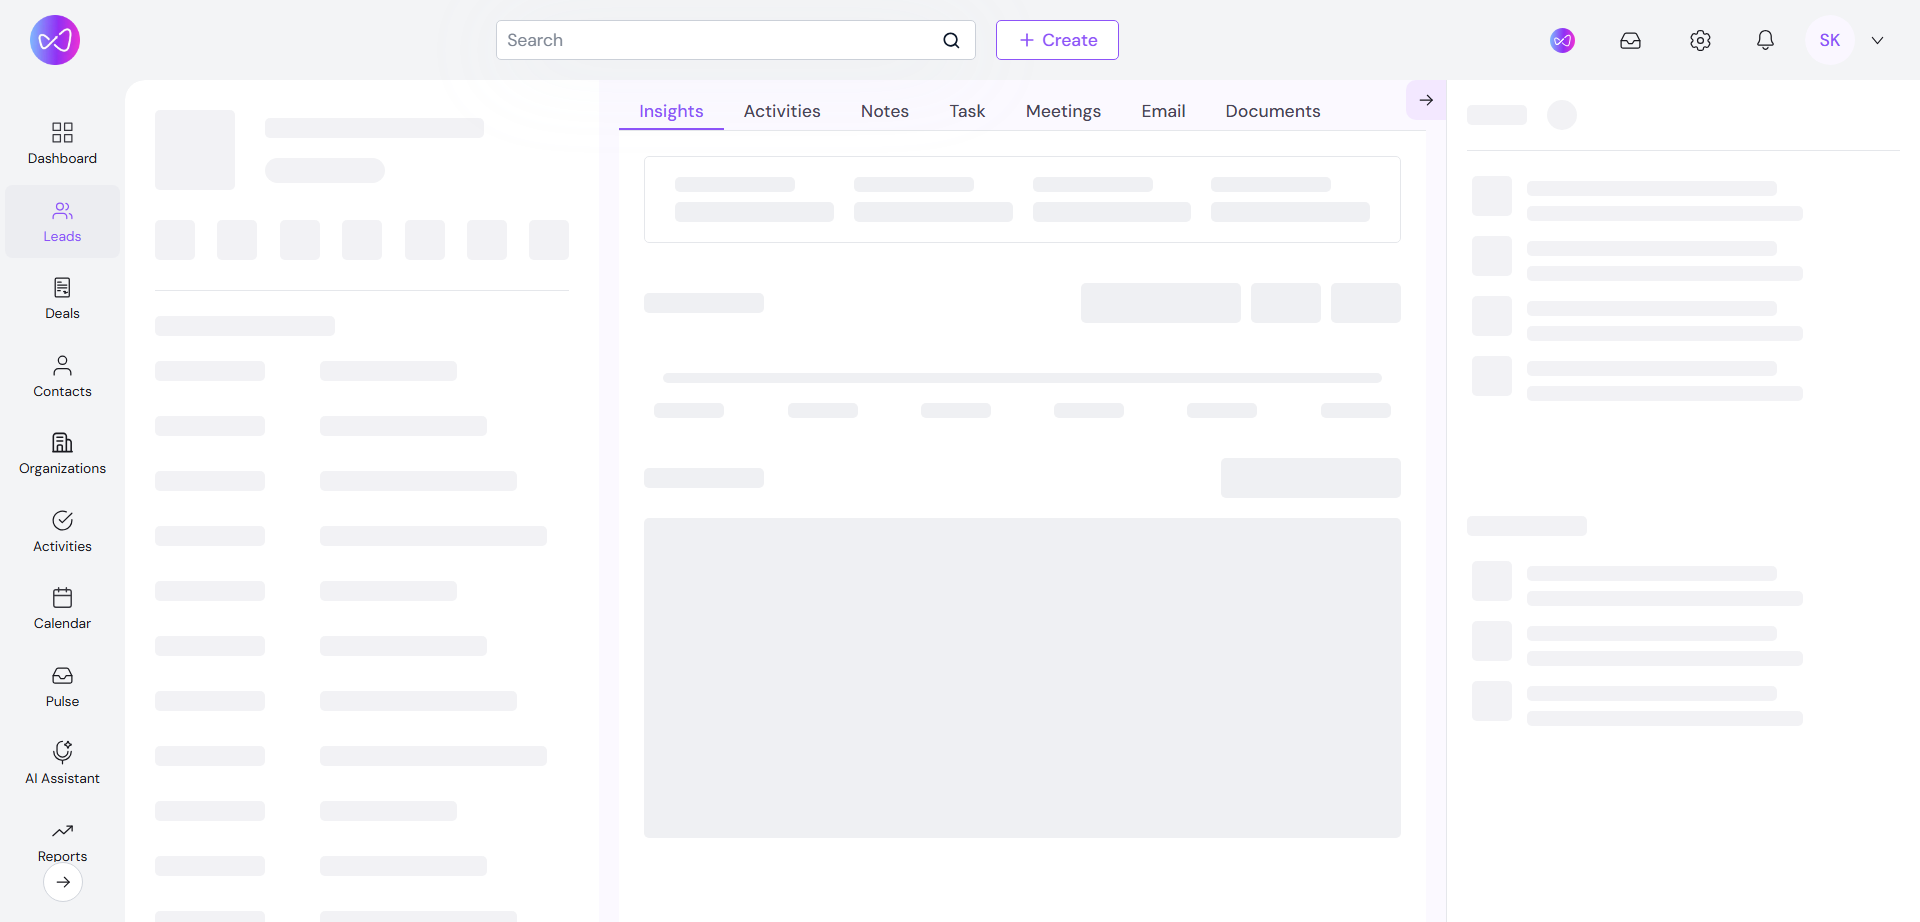 Search
+ Create
SK
Dashboard
Leads
Deals
Contacts
Organizations
Activities
Calendar
Pulse
AI Assistant
Reports
Insights
Activities
Notes
Task
Meetings
Email
Documents